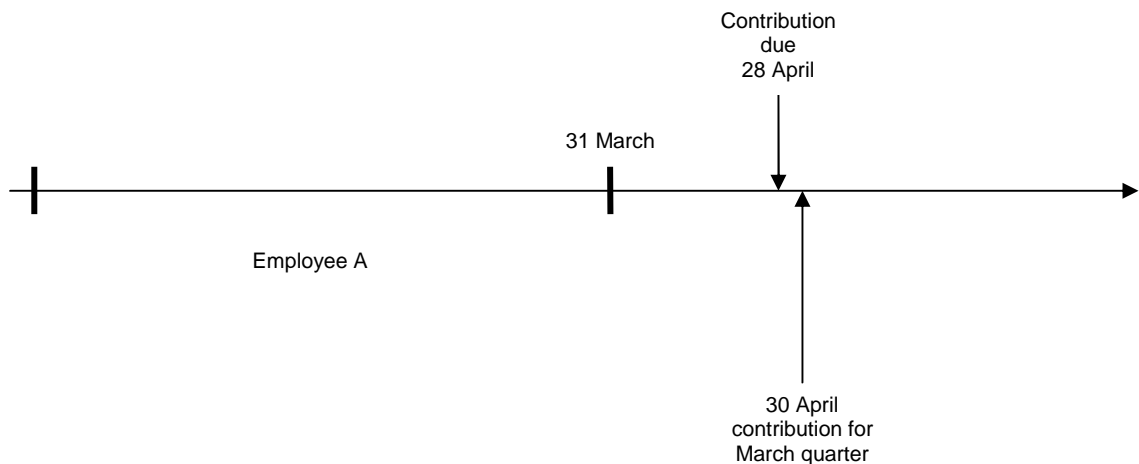 Contribution
due
28 April
31 March
Employee A
30 April
contribution for
March quarter